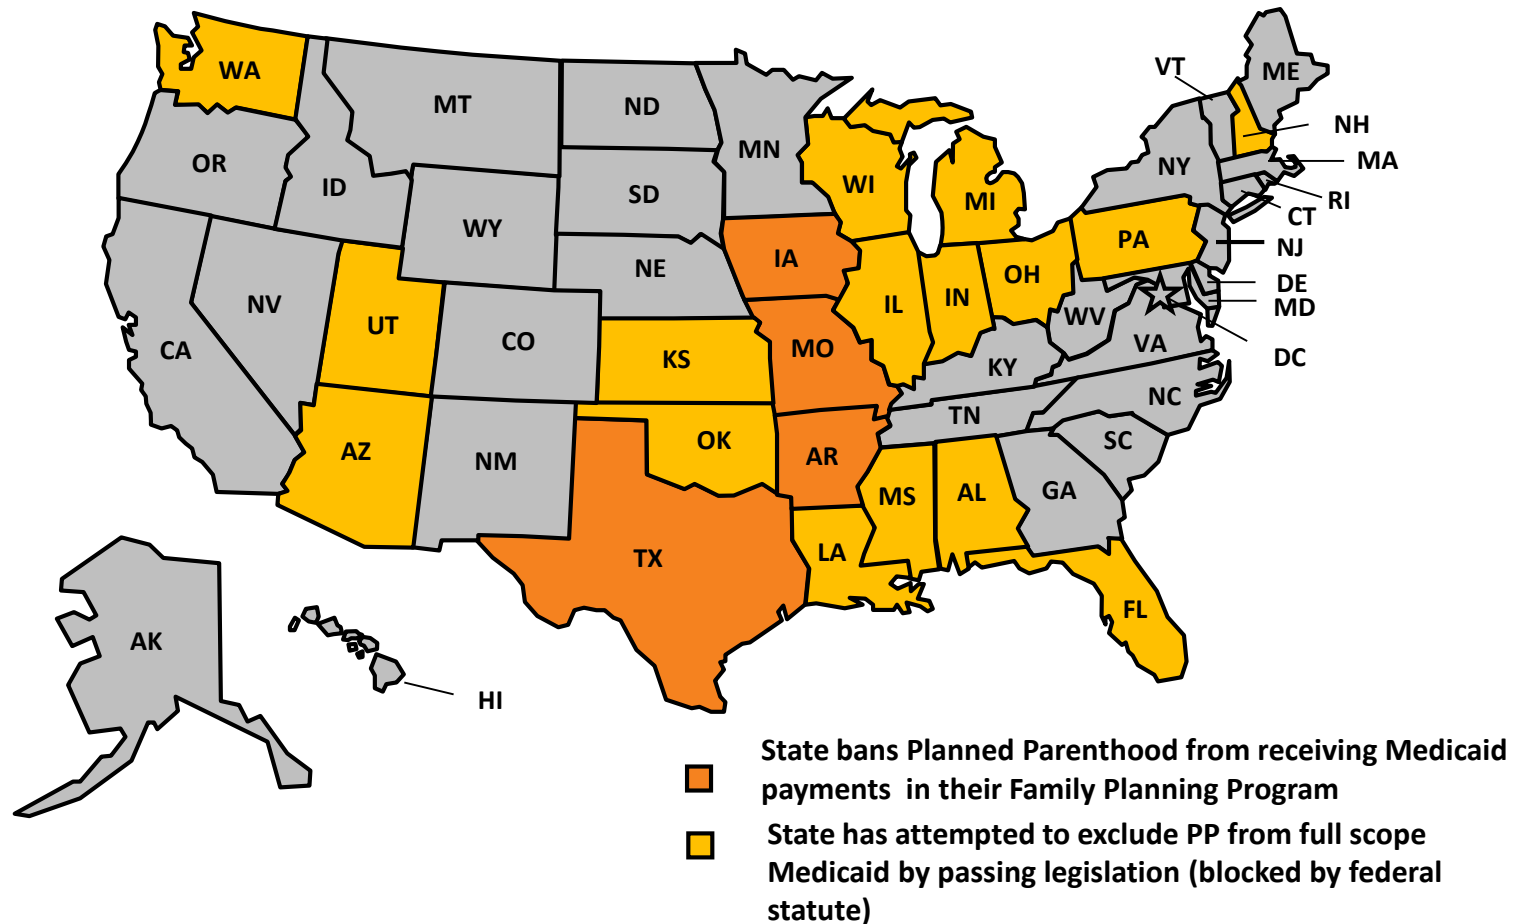 WA
MT
ND
MN
VT
ME
NH
OR
ID
SD
WI
MI
NY
MA
RI
WY
CT
IA
PA
NJ
NE
OH
DE
NV
UT
CO
IL
IN
MD
CA
KS
MO
WV
VA
KY
DC
AZ
NM
OK
AR
TN
NC
SC
MS
AL
GA
TX
LA
FL
AK
HI
State bans Planned Parenthood from receiving Medicaid
payments in their Family Planning Program
State has attempted to exclude PP from full scope
Medicaid by passing legislation (blocked by federal
statute)